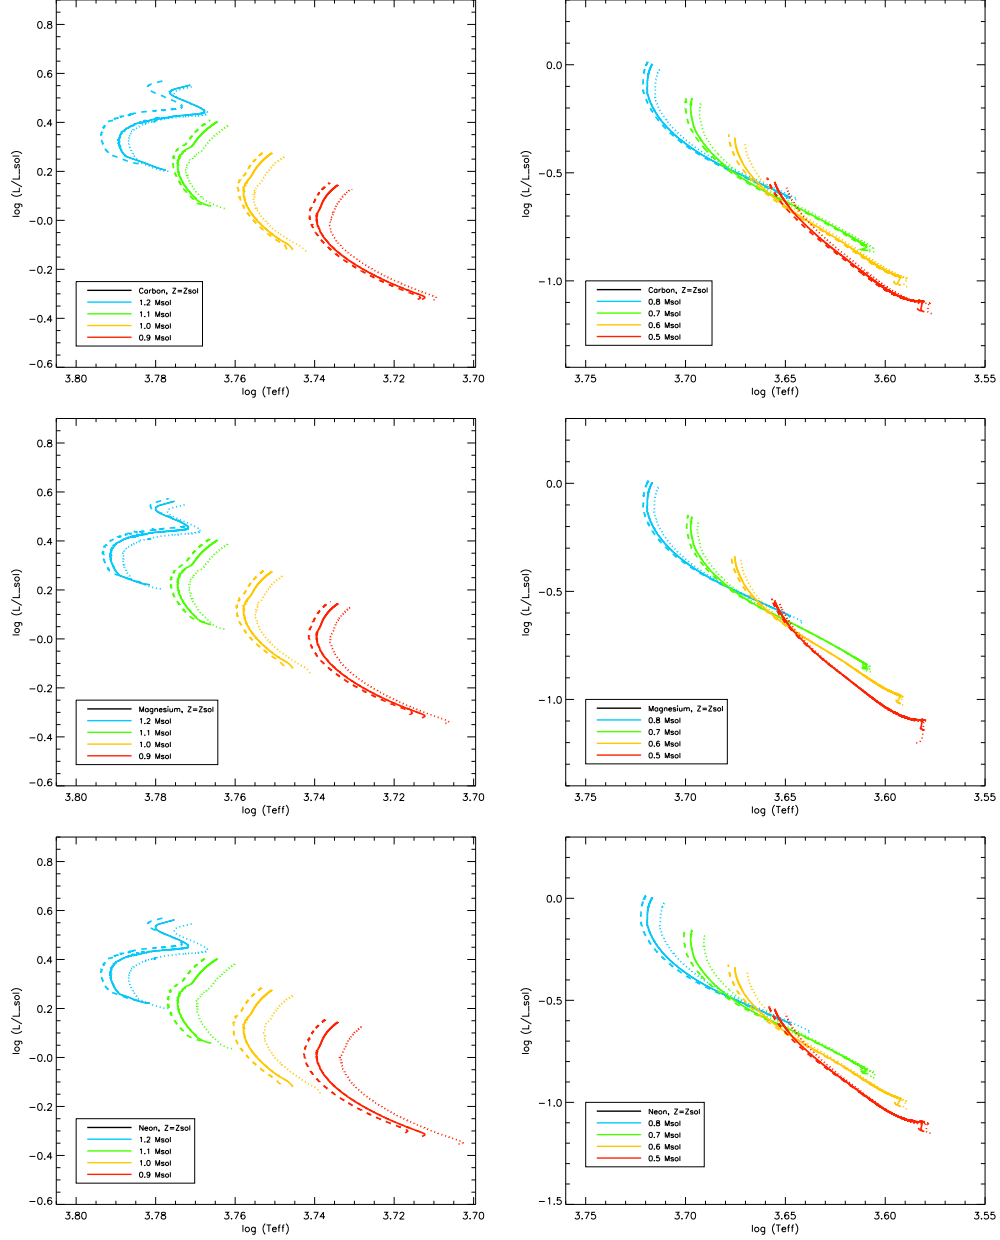 0.8
0.6
0.4
0.2
−0.0
−0.2
−0.4
−0.6
log (L/L_sol)
3.80 3.78 3.76 3.74 3.72 3.70
log (Teff)
Carbon, Z=Zsol
1.2 Msol
1.1 Msol
1.0 Msol
0.9 Msol
0.0
−0.5
−1.0
log (L/L_sol)
3.75 3.70 3.65 3.60 3.55
log (Teff)
Carbon, Z=Zsol
0.8 Msol
0.7 Msol
0.6 Msol
0.5 Msol
0.8
0.6
0.4
0.2
−0.0
−0.2
−0.4
−0.6
log (L/L_sol)
3.80 3.78 3.76 3.74 3.72 3.70
log (Teff)
Magnesium, Z=Zsol
1.2 Msol
1.1 Msol
1.0 Msol
0.9 Msol
0.0
−0.5
−1.0
log (L/L_sol)
3.75 3.70 3.65 3.60 3.55
log (Teff)
Magnesium, Z=Zsol
0.8 Msol
0.7 Msol
0.6 Msol
0.5 Msol
0.8
0.6
0.4
0.2
−0.0
−0.2
−0.4
−0.6
log (L/L_sol)
3.80 3.78 3.76 3.74 3.72 3.70
log (Teff)
Neon, Z=Zsol
1.2 Msol
1.1 Msol
1.0 Msol
0.9 Msol
0.0
−0.5
−1.0
−1.5
log (L/L_sol)
3.75 3.70 3.65 3.60 3.55
log (Teff)
Neon, Z=Zsol
0.8 Msol
0.7 Msol
0.6 Msol
0.5 Msol